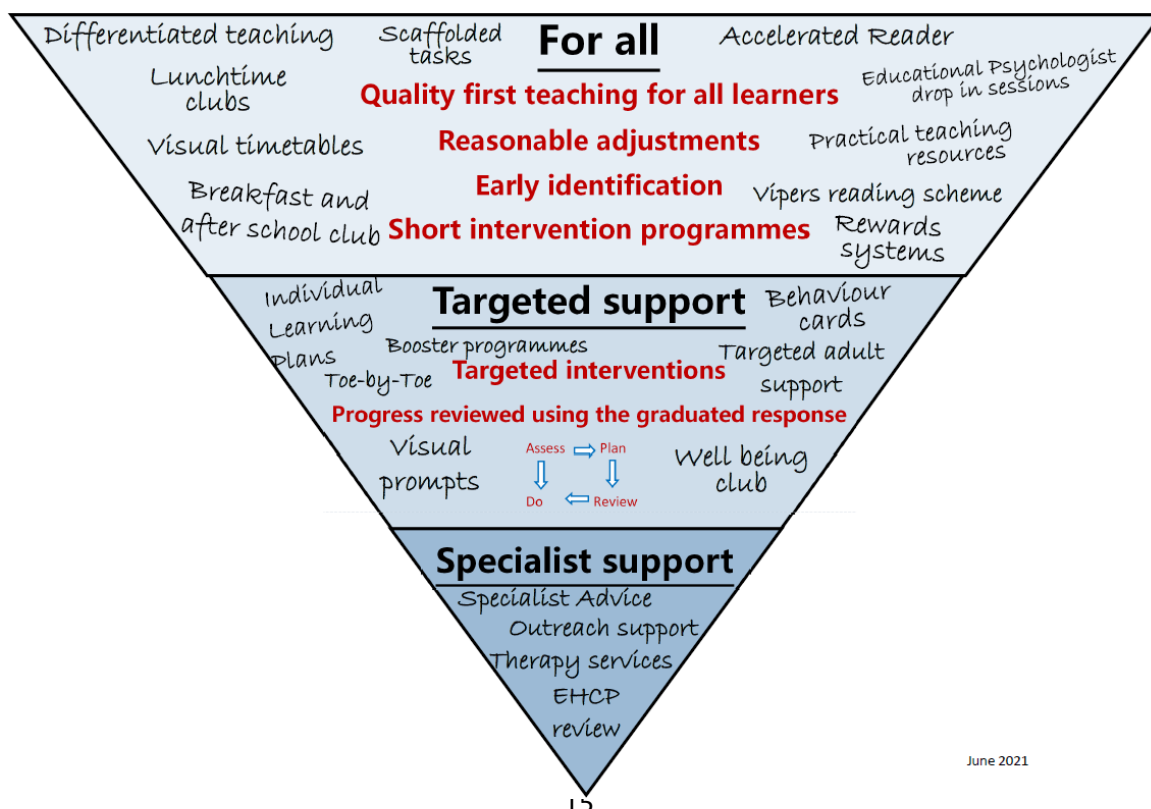 Differentiated teaching
Scaffolded
tasks
For all
Accelerated Reader
Lunchtime
clubs
Quality first teaching for all learners
Educational Psychologist
drop in sessions
Visual timetables
Reasonable adjustments
Practical teaching
resources
Early identification
Breakfast and
after school club
Vipers reading scheme
Short intervention programmes
Rewards
systems
Individual
Learning
Plans
Targeted support
Behaviour
cards
Booster programmes
Toe-by-Toe
Targeted interventions
Targeted adult
support
Progress reviewed using the graduated response
Visual
prompts
Assess
Plan
Do
Review
Well being
club
Specialist support
Specialist Advice
Outreach support
Therapy services
EHCP
review
June 2021
15